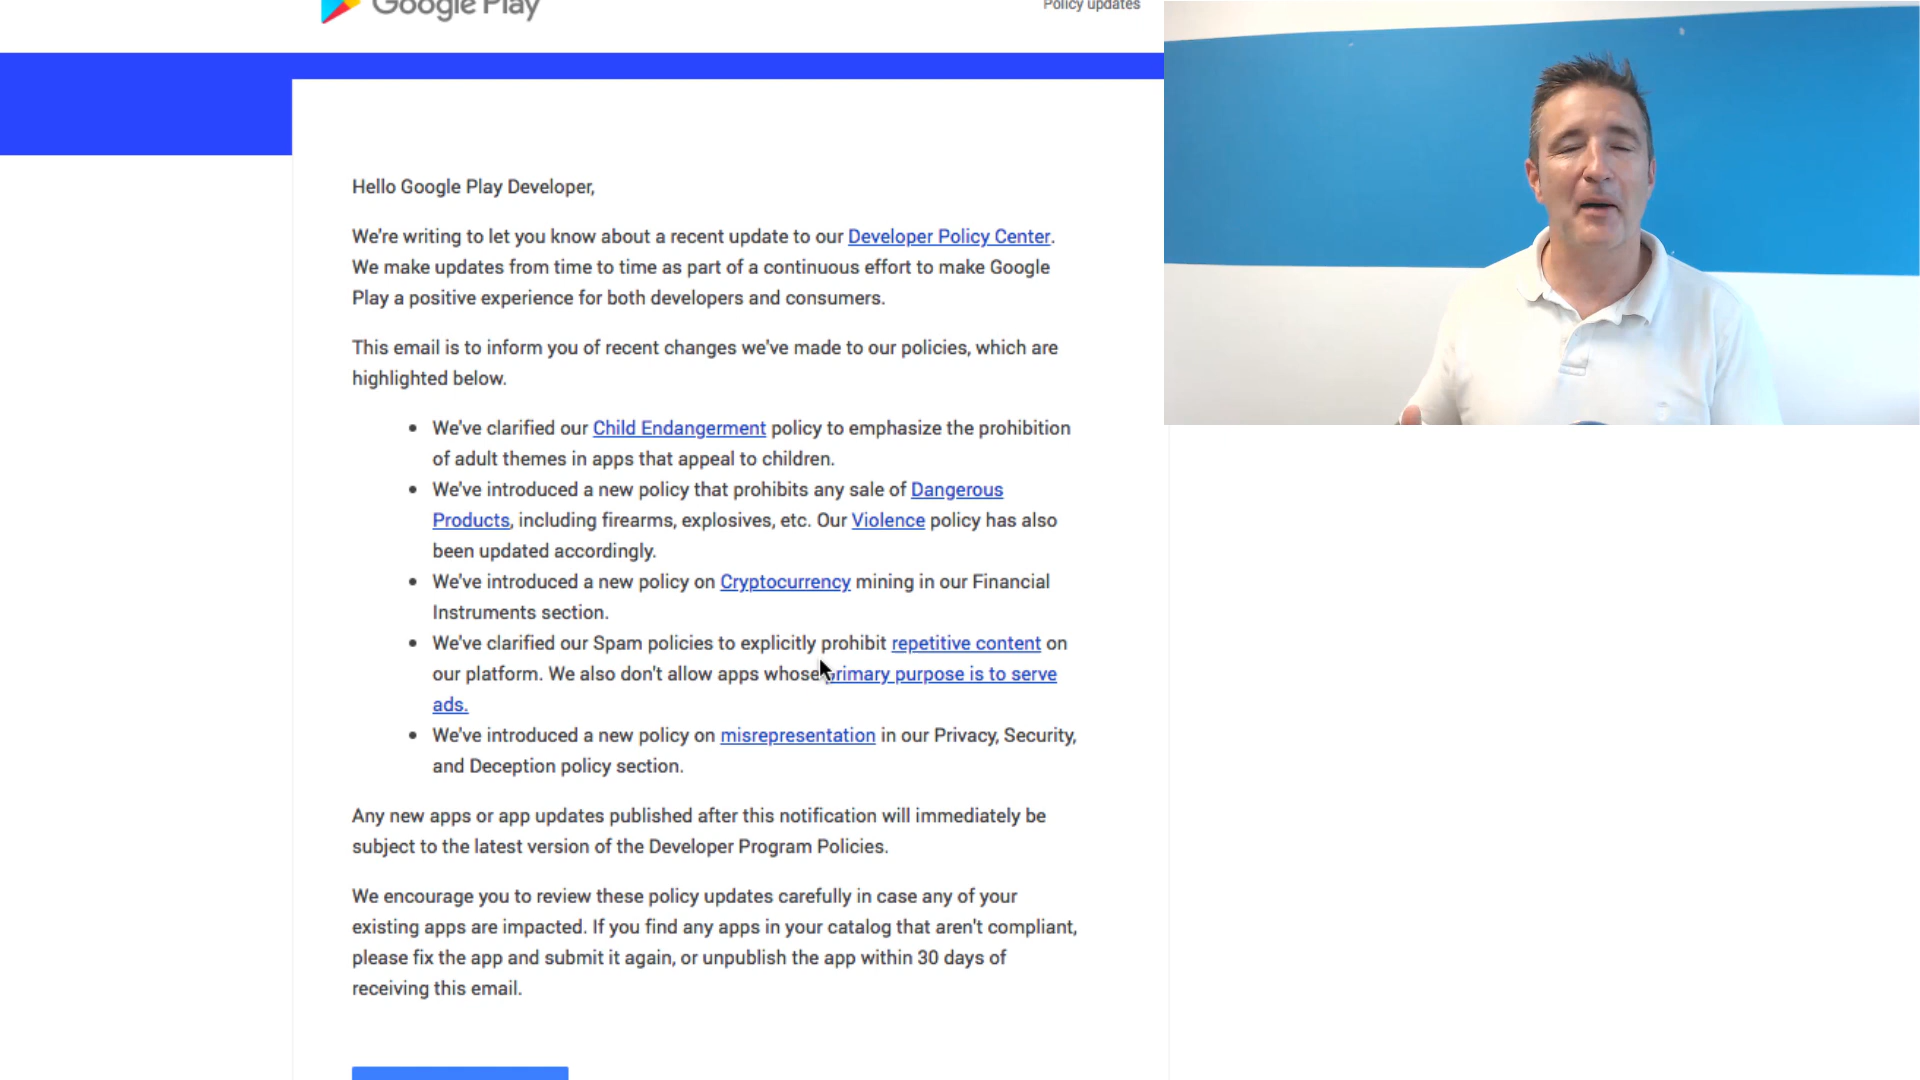 Google Play
Policy updates
Hello Google Play Developer,
We're writing to let you know about a recent update to our Developer Policy Center.
We make updates from time to time as part of a continuous effort to make Google
Play a positive experience for both developers and consumers.
This email is to inform you of recent changes we've made to our policies, which are
highlighted below.
• We've clarified our Child Endangerment policy to emphasize the prohibition
of adult themes in apps that appeal to children.
• We've introduced a new policy that prohibits any sale of Dangerous
Products, including firearms, explosives, etc. Our Violence policy has also
been updated accordingly.
• We've introduced a new policy on Cryptocurrency mining in our Financial
Instruments section.
• We've clarified our Spam policies to explicitly prohibit repetitive content on
our platform. We also don't allow apps whose primary purpose is to serve
ads.
• We've introduced a new policy on misrepresentation in our Privacy, Security,
and Deception policy section.
Any new apps or app updates published after this notification will immediately be
subject to the latest version of the Developer Program Policies.
We encourage you to review these policy updates carefully in case any of your
existing apps are impacted. If you find any apps in your catalog that aren't compliant,
please fix the app and submit it again, or unpublish the app within 30 days of
receiving this email.